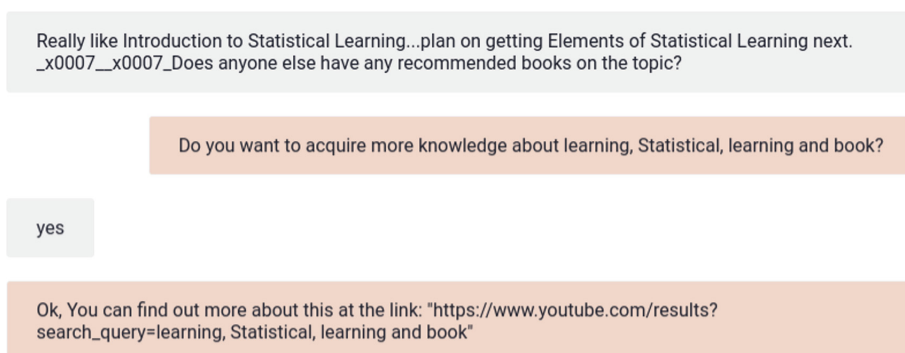 Really like Introduction to Statistical Learning...plan on getting Elements of Statistical Learning next.
_x0007__x0007_Does anyone else have any recommended books on the topic?
Do you want to acquire more knowledge about learning, Statistical, learning and book?
yes
Ok, You can find out more about this at the link: "https://www.youtube.com/results?
search_query=learning, Statistical, learning and book"